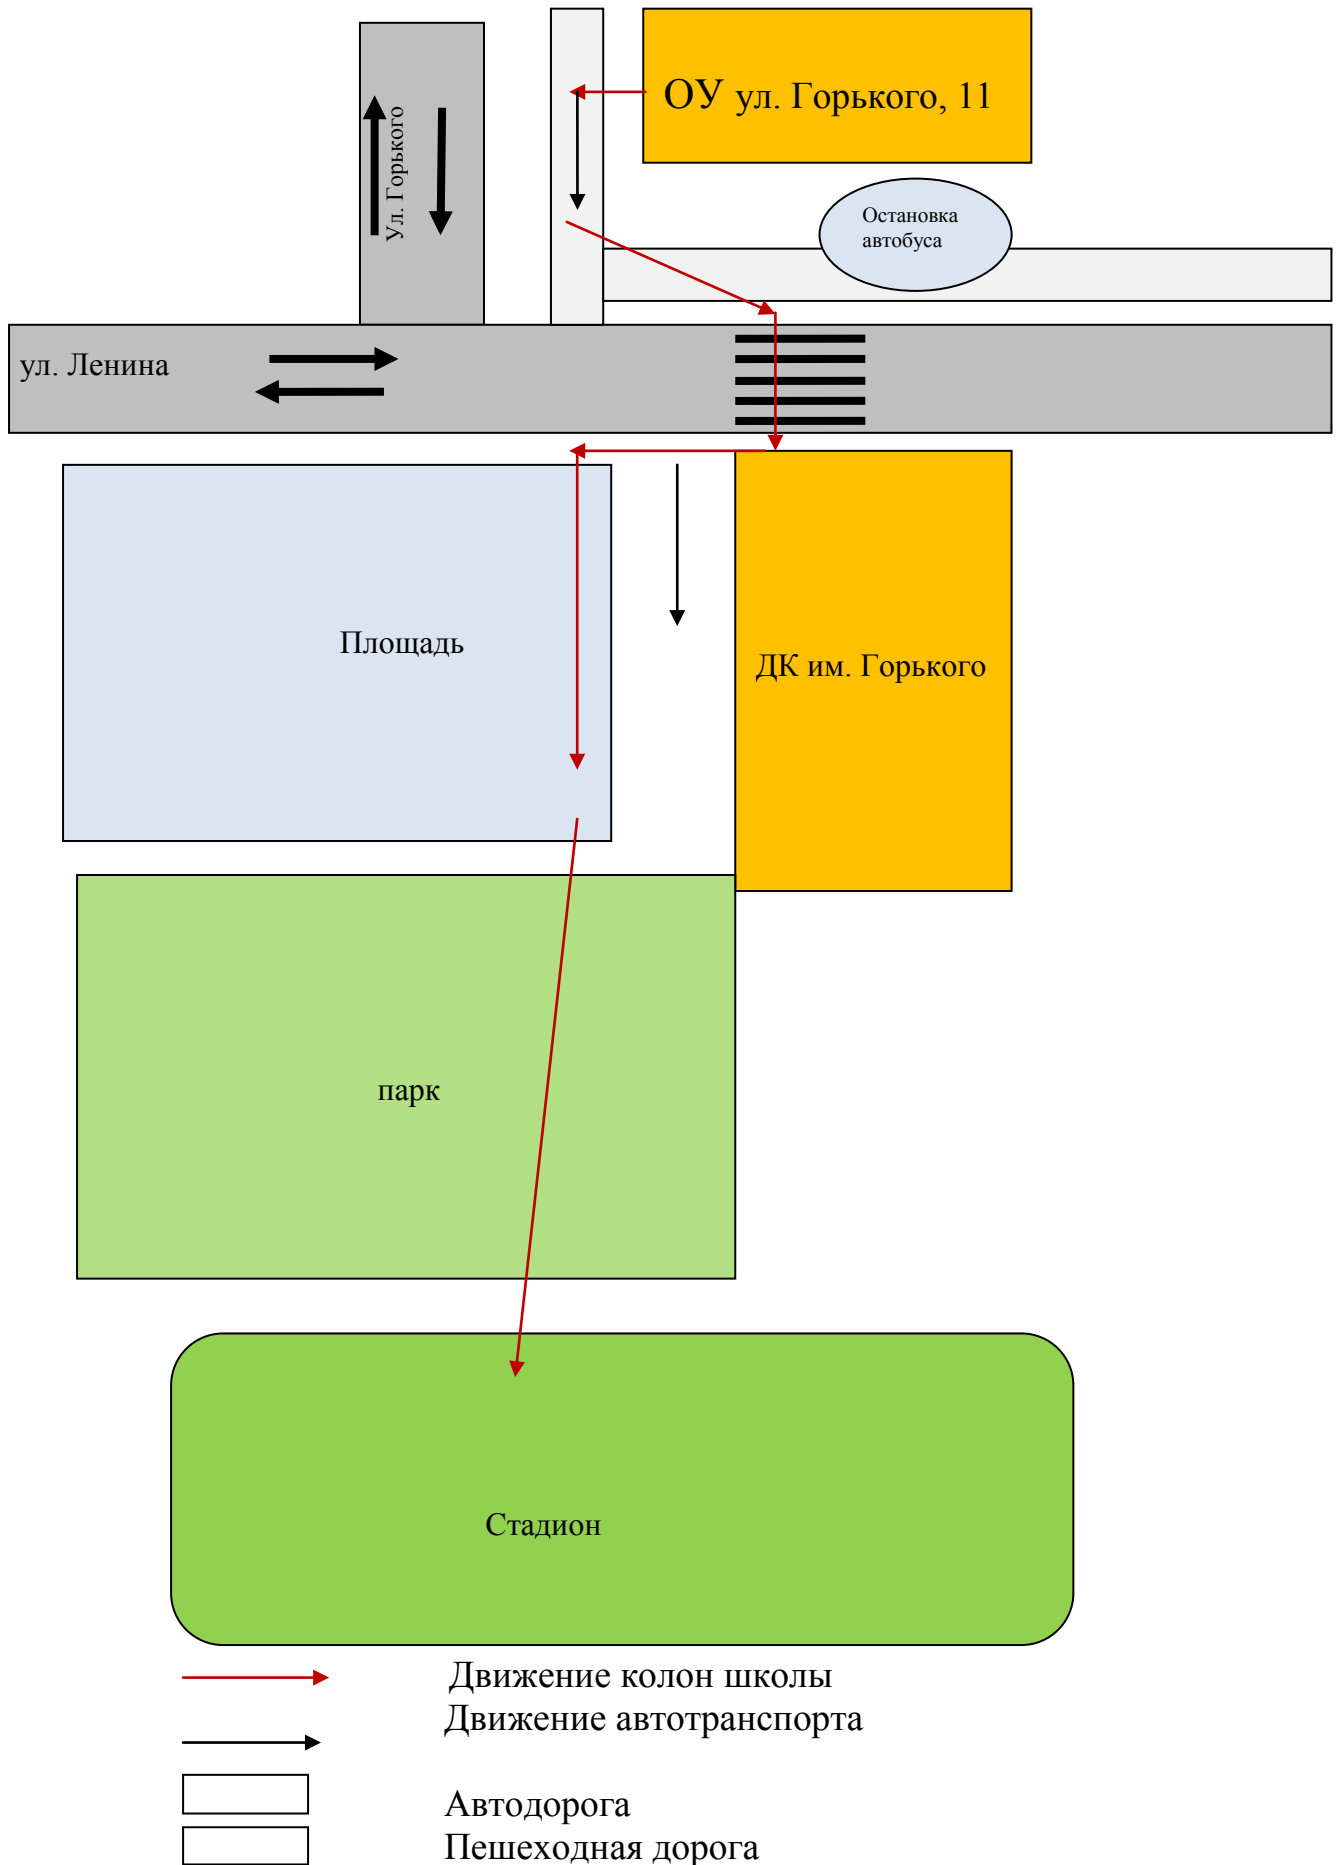 ОУ ул. Горького, 11
Ул. Горького
Остановка
автобуса
ул. Ленина
Площадь
ДК им. Горького
парк
Стадион
Движение колон школы
Движение автотранспорта
Автодорога
Пешеходная дорога